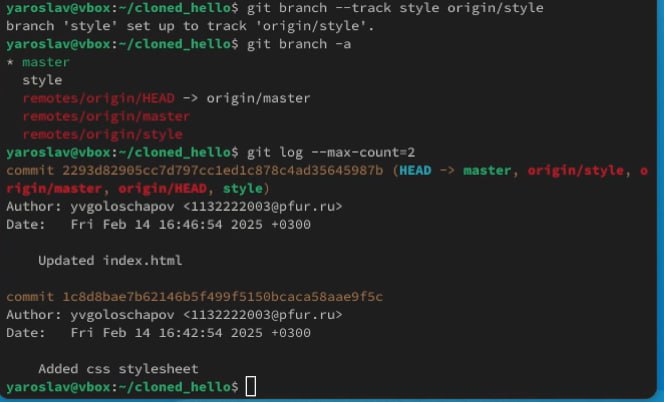 yaroslav@vbox:~/cloned_hello$ git branch --track style origin/style
branch 'style' set up to track 'origin/style'.
yaroslav@vbox:~/cloned_hello$ git branch -a
* master
  style
  remotes/origin/HEAD -> origin/master
  remotes/origin/master
  remotes/origin/style
yaroslav@vbox:~/cloned_hello$ git log --max-count=2
commit 2293d82905cc7d797cc1ed1c878c4ad35645987b (HEAD -> master, origin/style, o
rigin/master, origin/HEAD, style)
Author: yvgoloschapov <1132222003@pfur.ru>
Date:   Fri Feb 14 16:46:54 2025 +0300

    Updated index.html

commit 1c8d8bae7b62146b5f499f5150bcaca58aae9f5c
Author: yvgoloschapov <1132222003@pfur.ru>
Date:   Fri Feb 14 16:42:54 2025 +0300

    Added css stylesheet
yaroslav@vbox:~/cloned_hello$